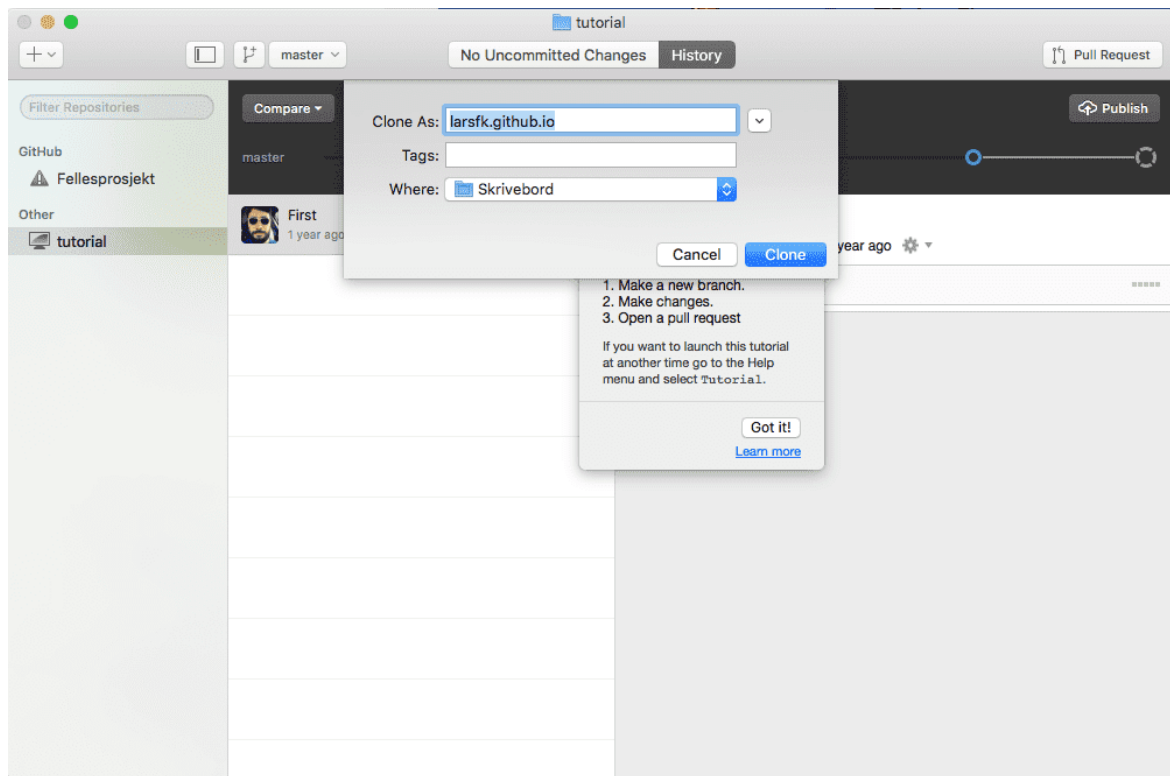 tutorial
master
No Uncommitted Changes
History
Pull Request
Filter Repositories
Compare
Clone As: larsfk.github.io
Publish
GitHub
Tags:
master
Fellesprosjekt
Where: Skrivebord
Other
First
tutorial
1 year ago
year ago
Cancel
Clone
1. Make a new branch.
2. Make changes.
3. Open a pull request
If you want to launch this tutorial
at another time go to the Help
menu and select Tutorial.
Got it!
Learn more